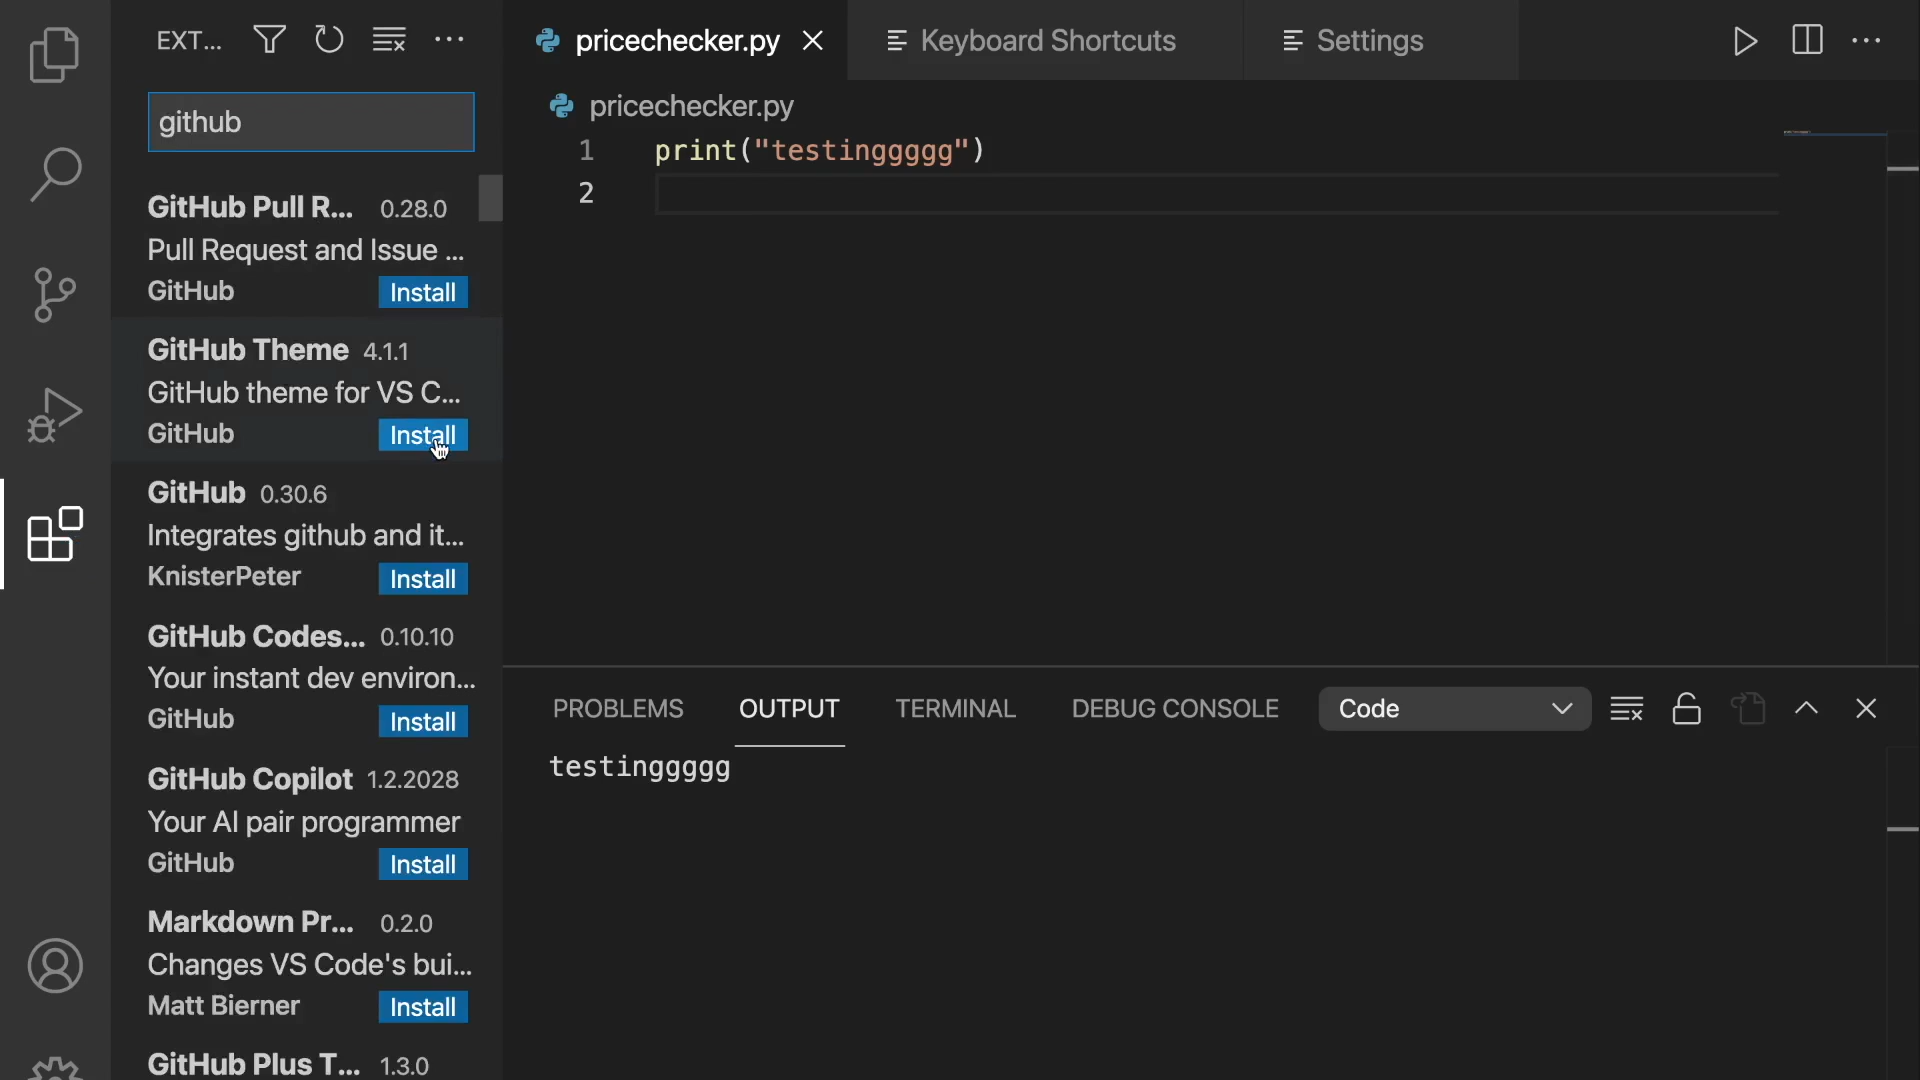 EXT...
github
GitHub Pull R... 0.28.0
Pull Request and Issue ...
GitHub Install
GitHub Theme 4.1.1
GitHub theme for VS C...
GitHub Install
GitHub 0.30.6
Integrates github and it...
KnisterPeter Install
GitHub Codes... 0.10.10
Your instant dev environ...
GitHub Install
GitHub Copilot 1.2.2028
Your AI pair programmer
GitHub Install
Markdown Pr... 0.2.0
Changes VS Code's bui...
Matt Bierner Install
GitHub Plus T... 1.3.0
pricechecker.py Keyboard Shortcuts Settings
pricechecker.py
1 print("testinggggg")
2
PROBLEMS OUTPUT TERMINAL DEBUG CONSOLE Code
testinggggg